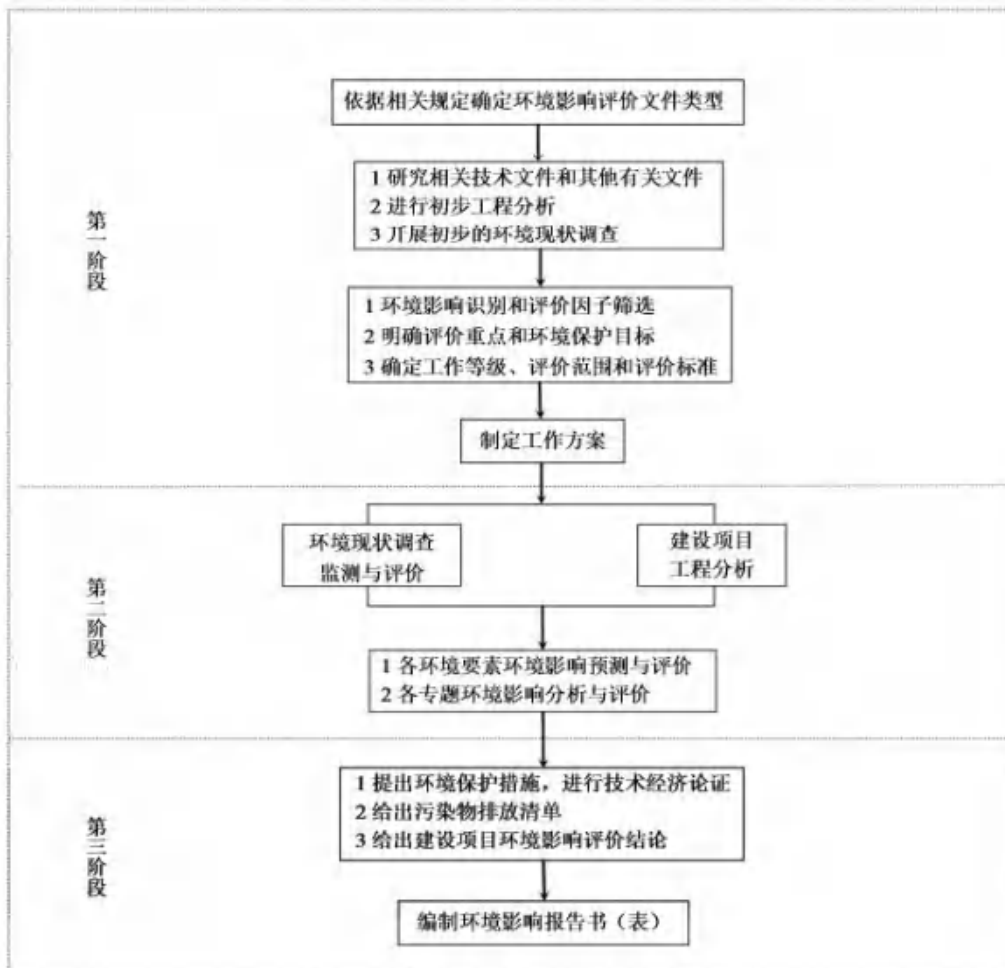 依据相关规定确定环境影响评价文件类型
1 研究相关技术文件和其他有关文件
2 进行初步工程分析
3 开展初步的环境现状调查
第一阶段
1 环境影响识别和评价因子筛选
2 明确评价重点和环境保护目标
3 确定工作等级、评价范围和评价标准
制定工作方案
第二阶段
环境现状调查
监测与评价
建设项目
工程分析
1 各环境要素环境影响预测与评价
2 各专题环境影响分析与评价
第三阶段
1 提出环境保护措施，进行技术经济论证
2 给出污染物排放清单
3 给出建设项目环境影响评价结论
编制环境影响报告书（表）